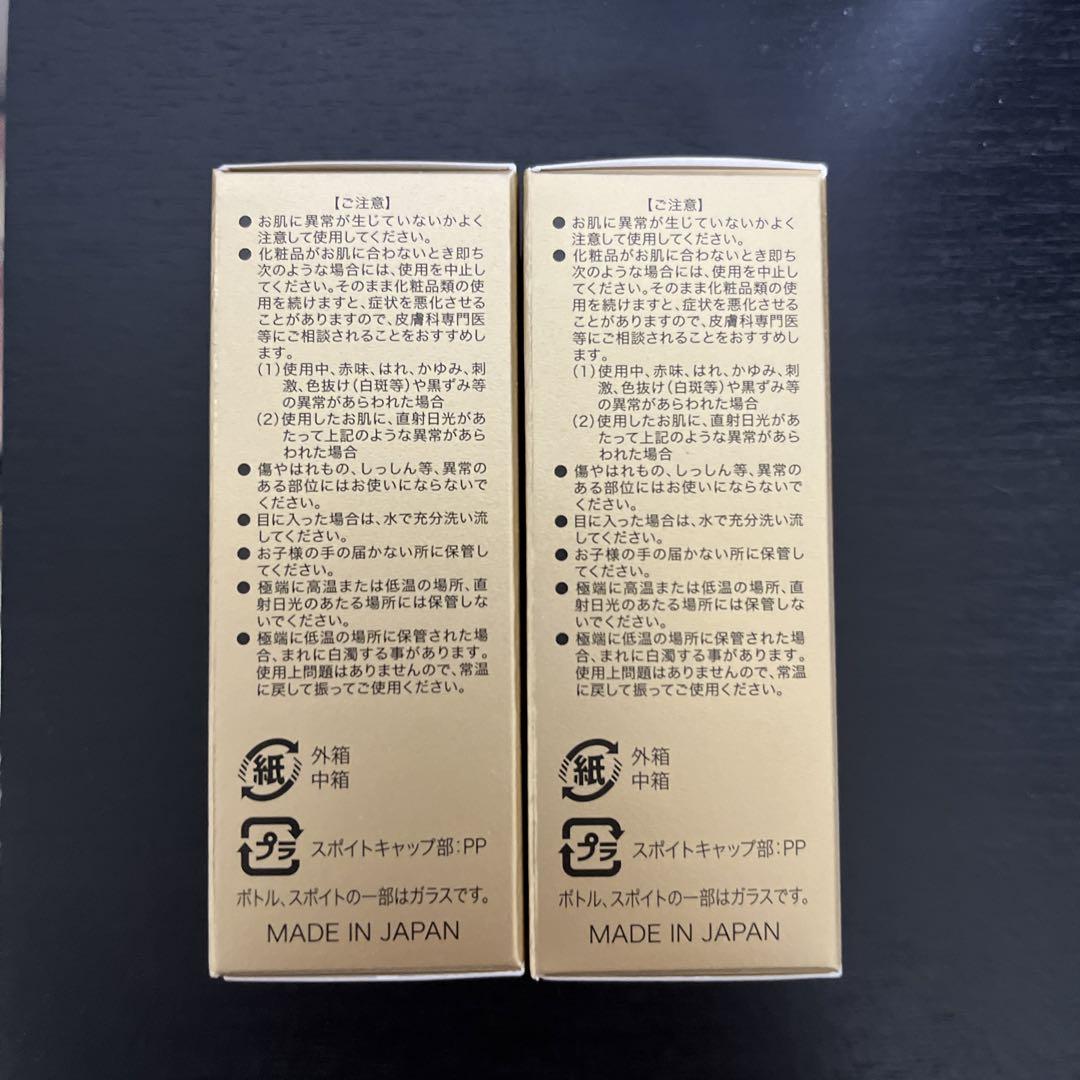 【ご注意】
●お肌に異常が生じていないかよく
注意して使用してください。
●化粧品がお肌に合わないとき即ち
次のような場合には、使用を中止し
てください。そのまま化粧品類の使
用を続けますと、症状を悪化させる
ことがありますので、皮膚科専門医
等にご相談されることをおすすめし
ます。
(1)使用中、赤味、はれ、かゆみ、刺
激、色抜け(白斑等)や黒ずみ等
の異常があらわれた場合
(2)使用したお肌に、直射日光があ
たって上記のような異常があら
われた場合
●傷やはれもの、しっしん等、異常の
ある部位にはお使いにならないで
ください。
●目に入った場合は、水で充分洗い流
してください。
●お子様の手の届かない所に保管し
てください。
●極端に高温または低温の場所、直
射日光のあたる場所には保管しな
いでください。
●極端に低温の場所に保管された場
合、まれに白濁する事があります。
使用上問題はありませんので、常温
に戻して振ってご使用ください。
紙
外箱
中箱
プラ
スポイトキャップ部:PP
ボトル、スポイトの一部はガラスです。
MADE IN JAPAN
【ご注意】
●お肌に異常が生じていないかよく
注意して使用してください。
●化粧品がお肌に合わないとき即ち
次のような場合には、使用を中止し
てください。そのまま化粧品類の使
用を続けますと、症状を悪化させる
ことがありますので、皮膚科専門医
等にご相談されることをおすすめし
ます。
(1)使用中、赤味、はれ、かゆみ、刺
激、色抜け(白斑等)や黒ずみ等
の異常があらわれた場合
(2)使用したお肌に、直射日光があ
たって上記のような異常があら
われた場合
●傷やはれもの、しっしん等、異常の
ある部位にはお使いにならないで
ください。
●目に入った場合は、水で充分洗い流
してください。
●お子様の手の届かない所に保管し
てください。
●極端に高温または低温の場所、直
射日光のあたる場所には保管しな
いでください。
●極端に低温の場所に保管された場
合、まれに白濁する事があります。
使用上問題はありませんので、常温
に戻して振ってご使用ください。
紙
外箱
中箱
プラ
スポイトキャップ部:PP
ボトル、スポイトの一部はガラスです。
MADE IN JAPAN